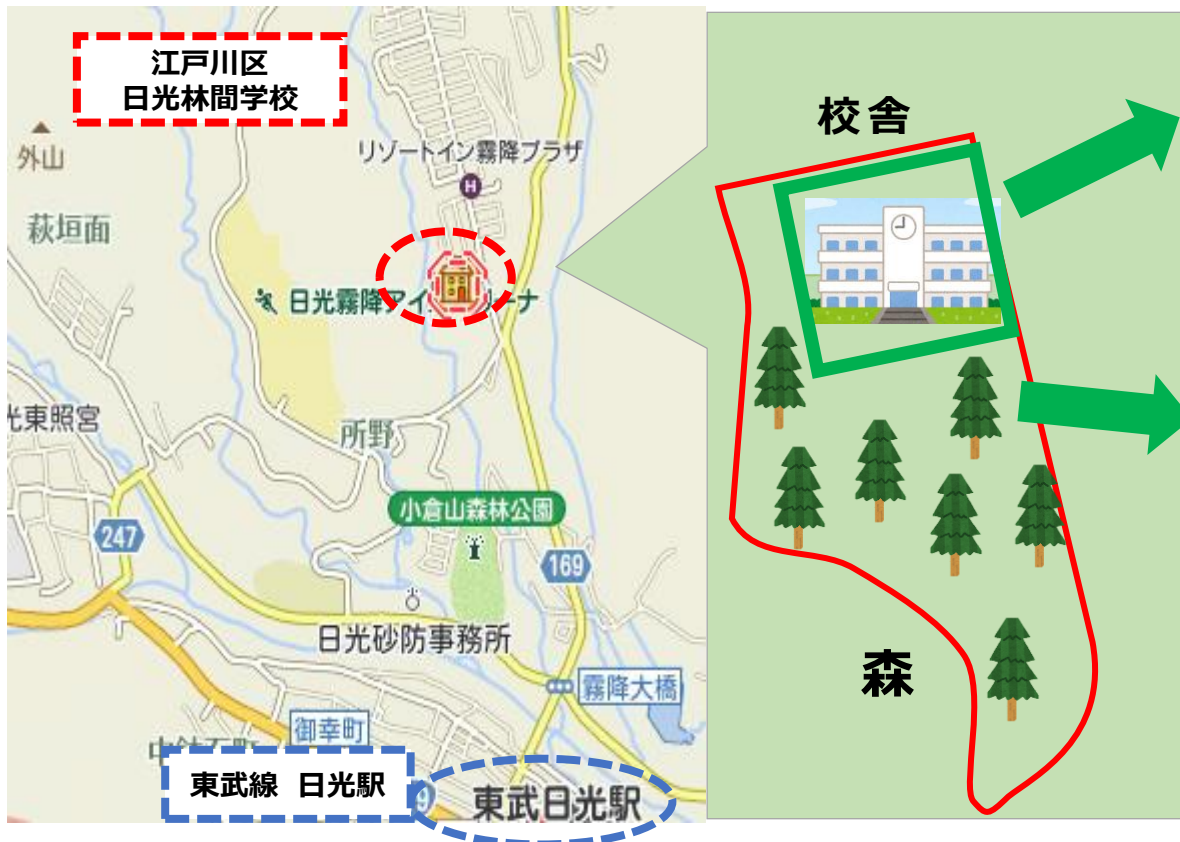 江戸川区
日光林間学校
外山
リゾートイン霧降プラザ
H
萩垣面
日光霧降アイ
リーナ
光東照宮
所野
小倉山森林公園
247
169
日光砂防事務所
霧降大橋
御幸町
東武線 日光駅
9
東武日光駅
校舎
森